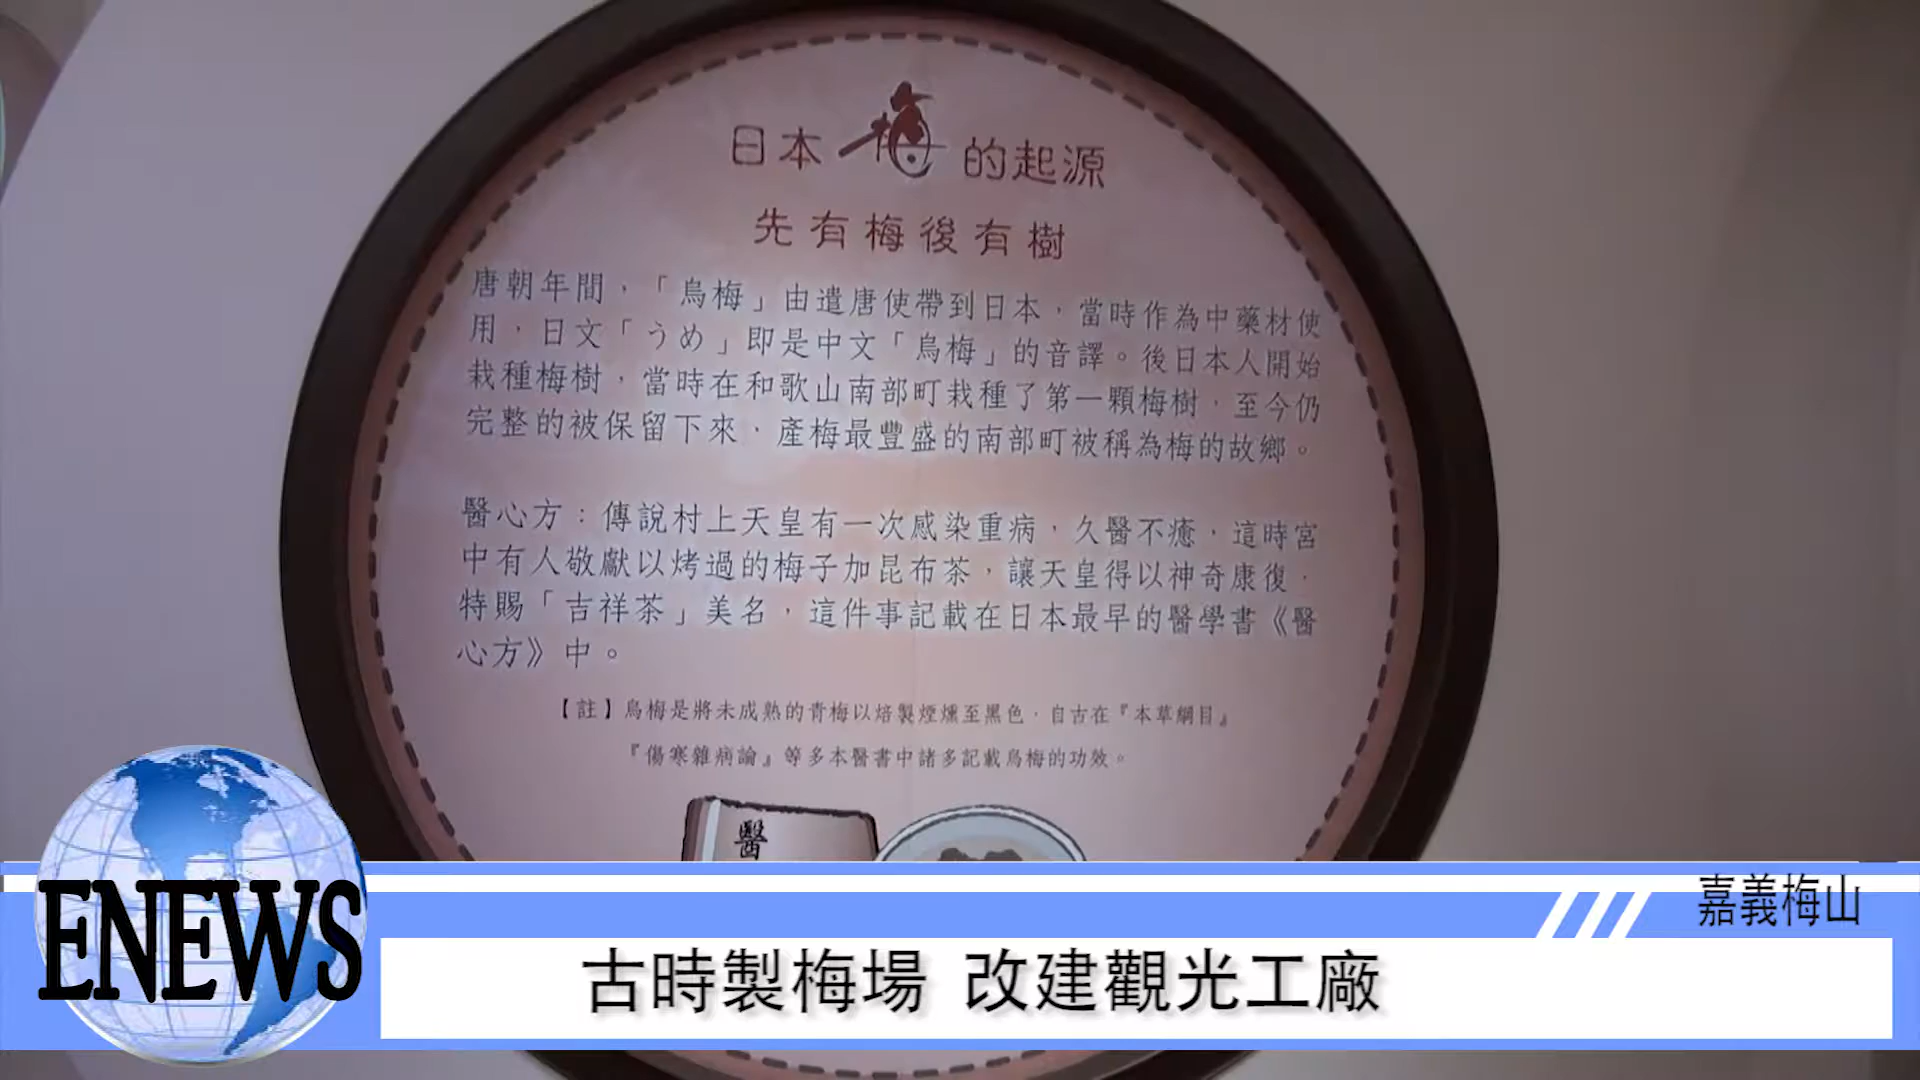 日本梅的起源
先有梅後有樹
唐朝年間，「烏梅」由遣唐使帶到日本，當時作為中藥材使
用，日文「うめ」即是中文「烏梅」的音譯。後日本人開始
栽種梅樹，當時在和歌山南部町栽種了第一顆梅樹，至今仍
完整的被保留下來，產梅最豐盛的南部町被稱為梅的故鄉。
醫心方：傳說村上天皇有一次感染重病，久醫不癒，這時宮
中有人敬獻以烤過的梅子加昆布茶，讓天皇得以神奇康復，
特賜「吉祥茶」美名，這件事記載在日本最早的醫學書《醫
心方》中。
【註】烏梅是將未成熟的青梅以焙製煙燻至黑色，自古在『本草綱目』
『傷寒雜病論』等多本醫書中諸多記載烏梅的功效。
醫
嘉義梅山
ENEWS
古時製梅場 改建觀光工廠